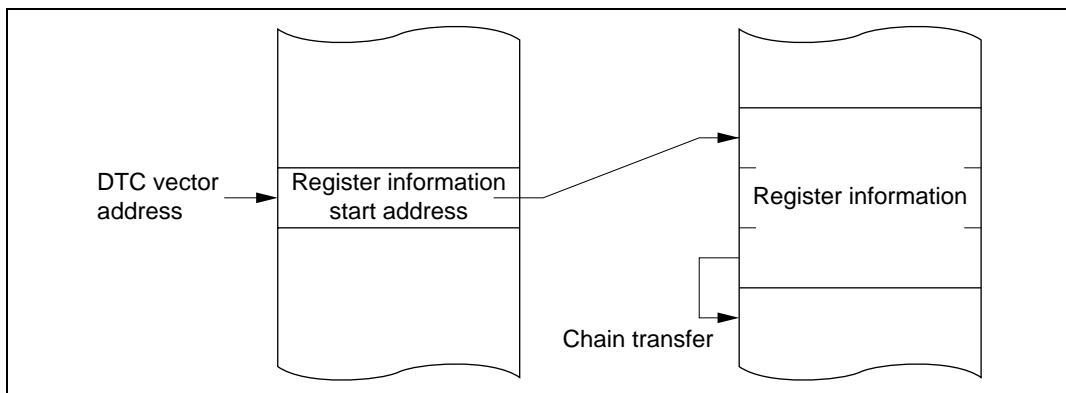 DTC vector
address
Register information
start address
Register information
Chain transfer